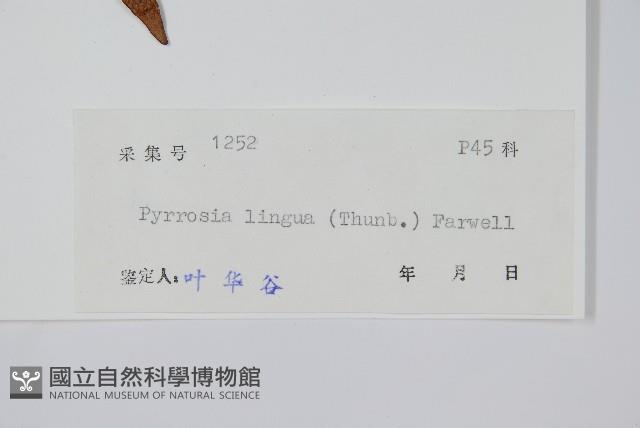 采集号 1252 P45 科
Pyrrosia lingua (Thunb.) Farwell
鉴定人: 叶华谷 年 月 日
國立自然科學博物館
NATIONAL MUSEUM OF NATURAL SCIENCE